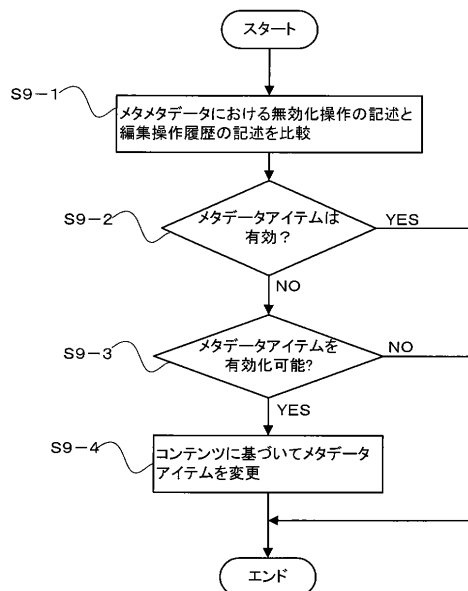 スタート
S9-1
メタメタデータにおける無効化操作の記述と
編集操作履歴の記述を比較
S9-2
メタデータアイテムは
有効?
YES
NO
S9-3
メタデータアイテムを
有効化可能?
NO
YES
S9-4
コンテンツに基づいてメタデータ
アイテムを変更
エンド